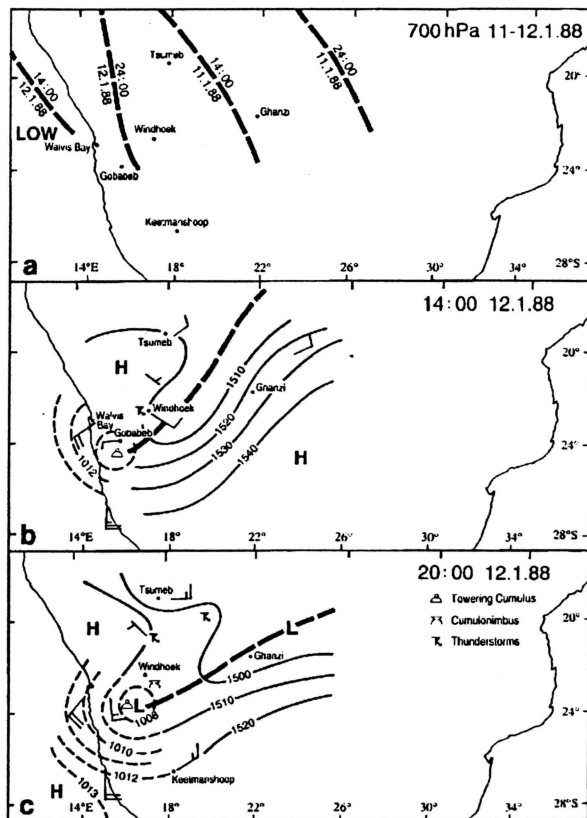 700 hPa 11-12.1.88
14:00
12.1.88
24:00
12.1.88
Tsumeb
14:00
11.1.88
24:00
11.1.88
20°
LOW
Walvis Bay
Windhoek
Ghanzi
Gobabeb
24°
Keetmanshoop
28°S
a
14°E 18° 22° 26° 30° 34°
14:00 12.1.88
Tsumeb
20°
H
1510
Ghanzi
Windhoek
Walvis
Bay
1520
Gobabeb
1530
24°
1012
1540
H
b
14°E 18° 22° 26° 30° 34°
20:00 12.1.88
Towering Cumulus
Cumulonimbus
Thunderstorms
Tsumeb
20°
H
L
Ghanzi
Windhoek
1500
L
1008
1510
24°
1010
1520
1012
Keetmanshoop
H
1013
28°S
c
14°E 18° 22° 26° 30° 34°